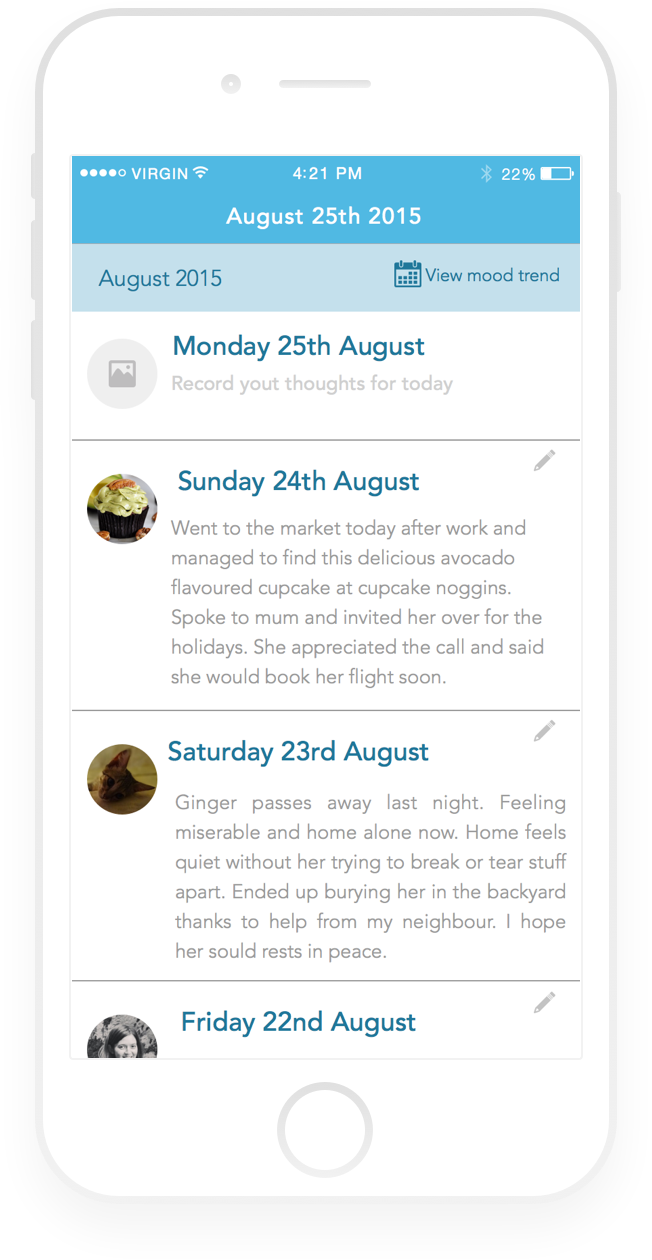 VIRGIN 4:21 PM 22%
August 25th 2015
August 2015 View mood trend
Monday 25th August
Record yout thoughts for today
Sunday 24th August
Went to the market today after work and
managed to find this delicious avocado
flavoured cupcake at cupcake noggins.
Spoke to mum and invited her over for the
holidays. She appreciated the call and said
she would book her flight soon.
Saturday 23rd August
Ginger passes away last night. Feeling
miserable and home alone now. Home feels
quiet without her trying to break or tear stuff
apart. Ended up burying her in the backyard
thanks to help from my neighbour. I hope
her sould rests in peace.
Friday 22nd August